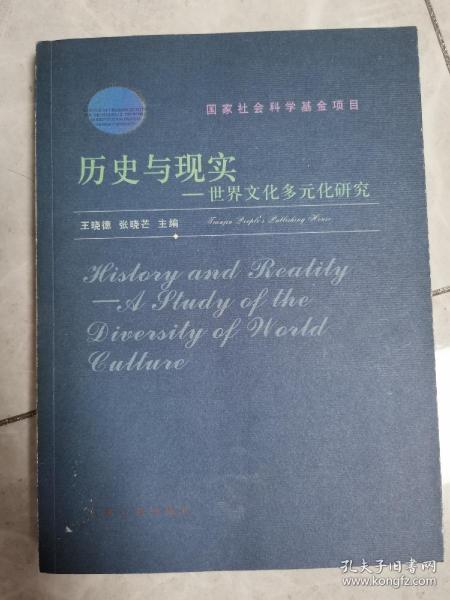 国家社会科学基金项目
历史与现实
——世界文化多元化研究
王晓德 张晓芒 主编
Tianjin People's Publishing House
History and Reality
—A Study of the
Diversity of World
Culture
孔夫子旧书网
www.kongfz.com